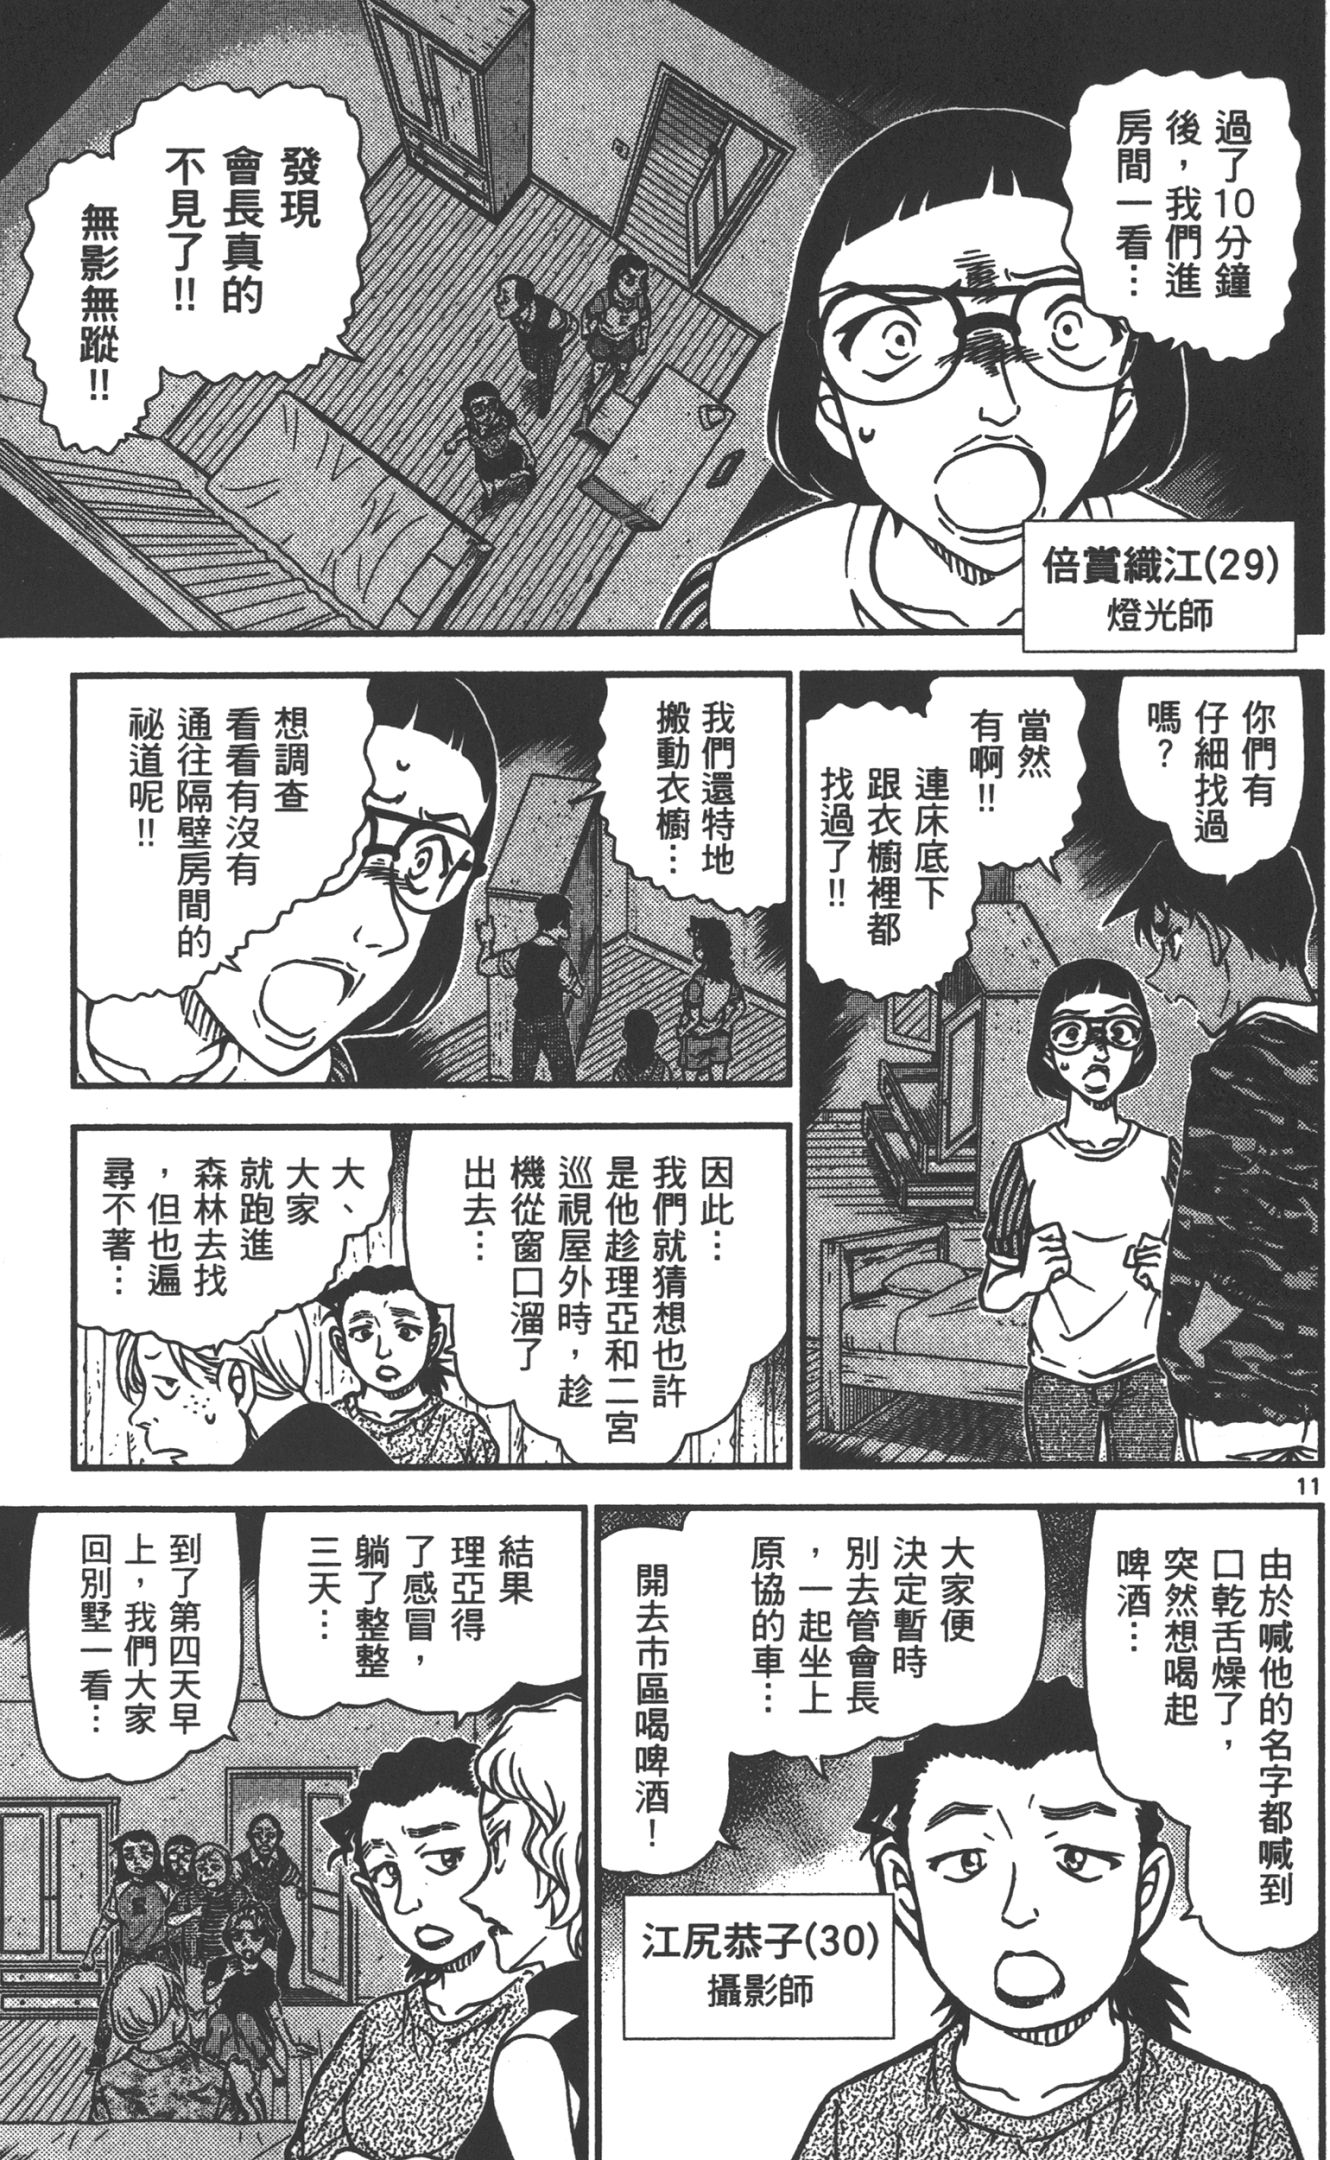 過了10分鐘
後，我們進
房間一看…
發現
會長真的
不見了!!
無影無蹤!!
倍賞織江(29)
燈光師
你們有
仔細找過
嗎？
當然
有啊!!
連床底下
跟衣櫥裡都
找過了!!
我們還特地
搬動衣櫥…
想調查
看看有沒有
通往隔壁房間的
祕道呢!!
因此…
我們就猜想也許
是他趁理亞和二宮
巡視屋外時，趁
機從窗口溜了
出去…
大、
大家
就跑進
森林去找
，但也遍
尋不著…
11
由於喊他的名字都喊到
口乾舌燥了，
突然想喝起
啤酒…
大家便
決定暫時
別去管會長
，一起坐上
原協的車…
開去市區喝啤酒！
江尻恭子(30)
攝影師
結果
理亞得
了感冒，
躺了整整
三天…
到了第四天早
上，我們大家
回別墅一看…